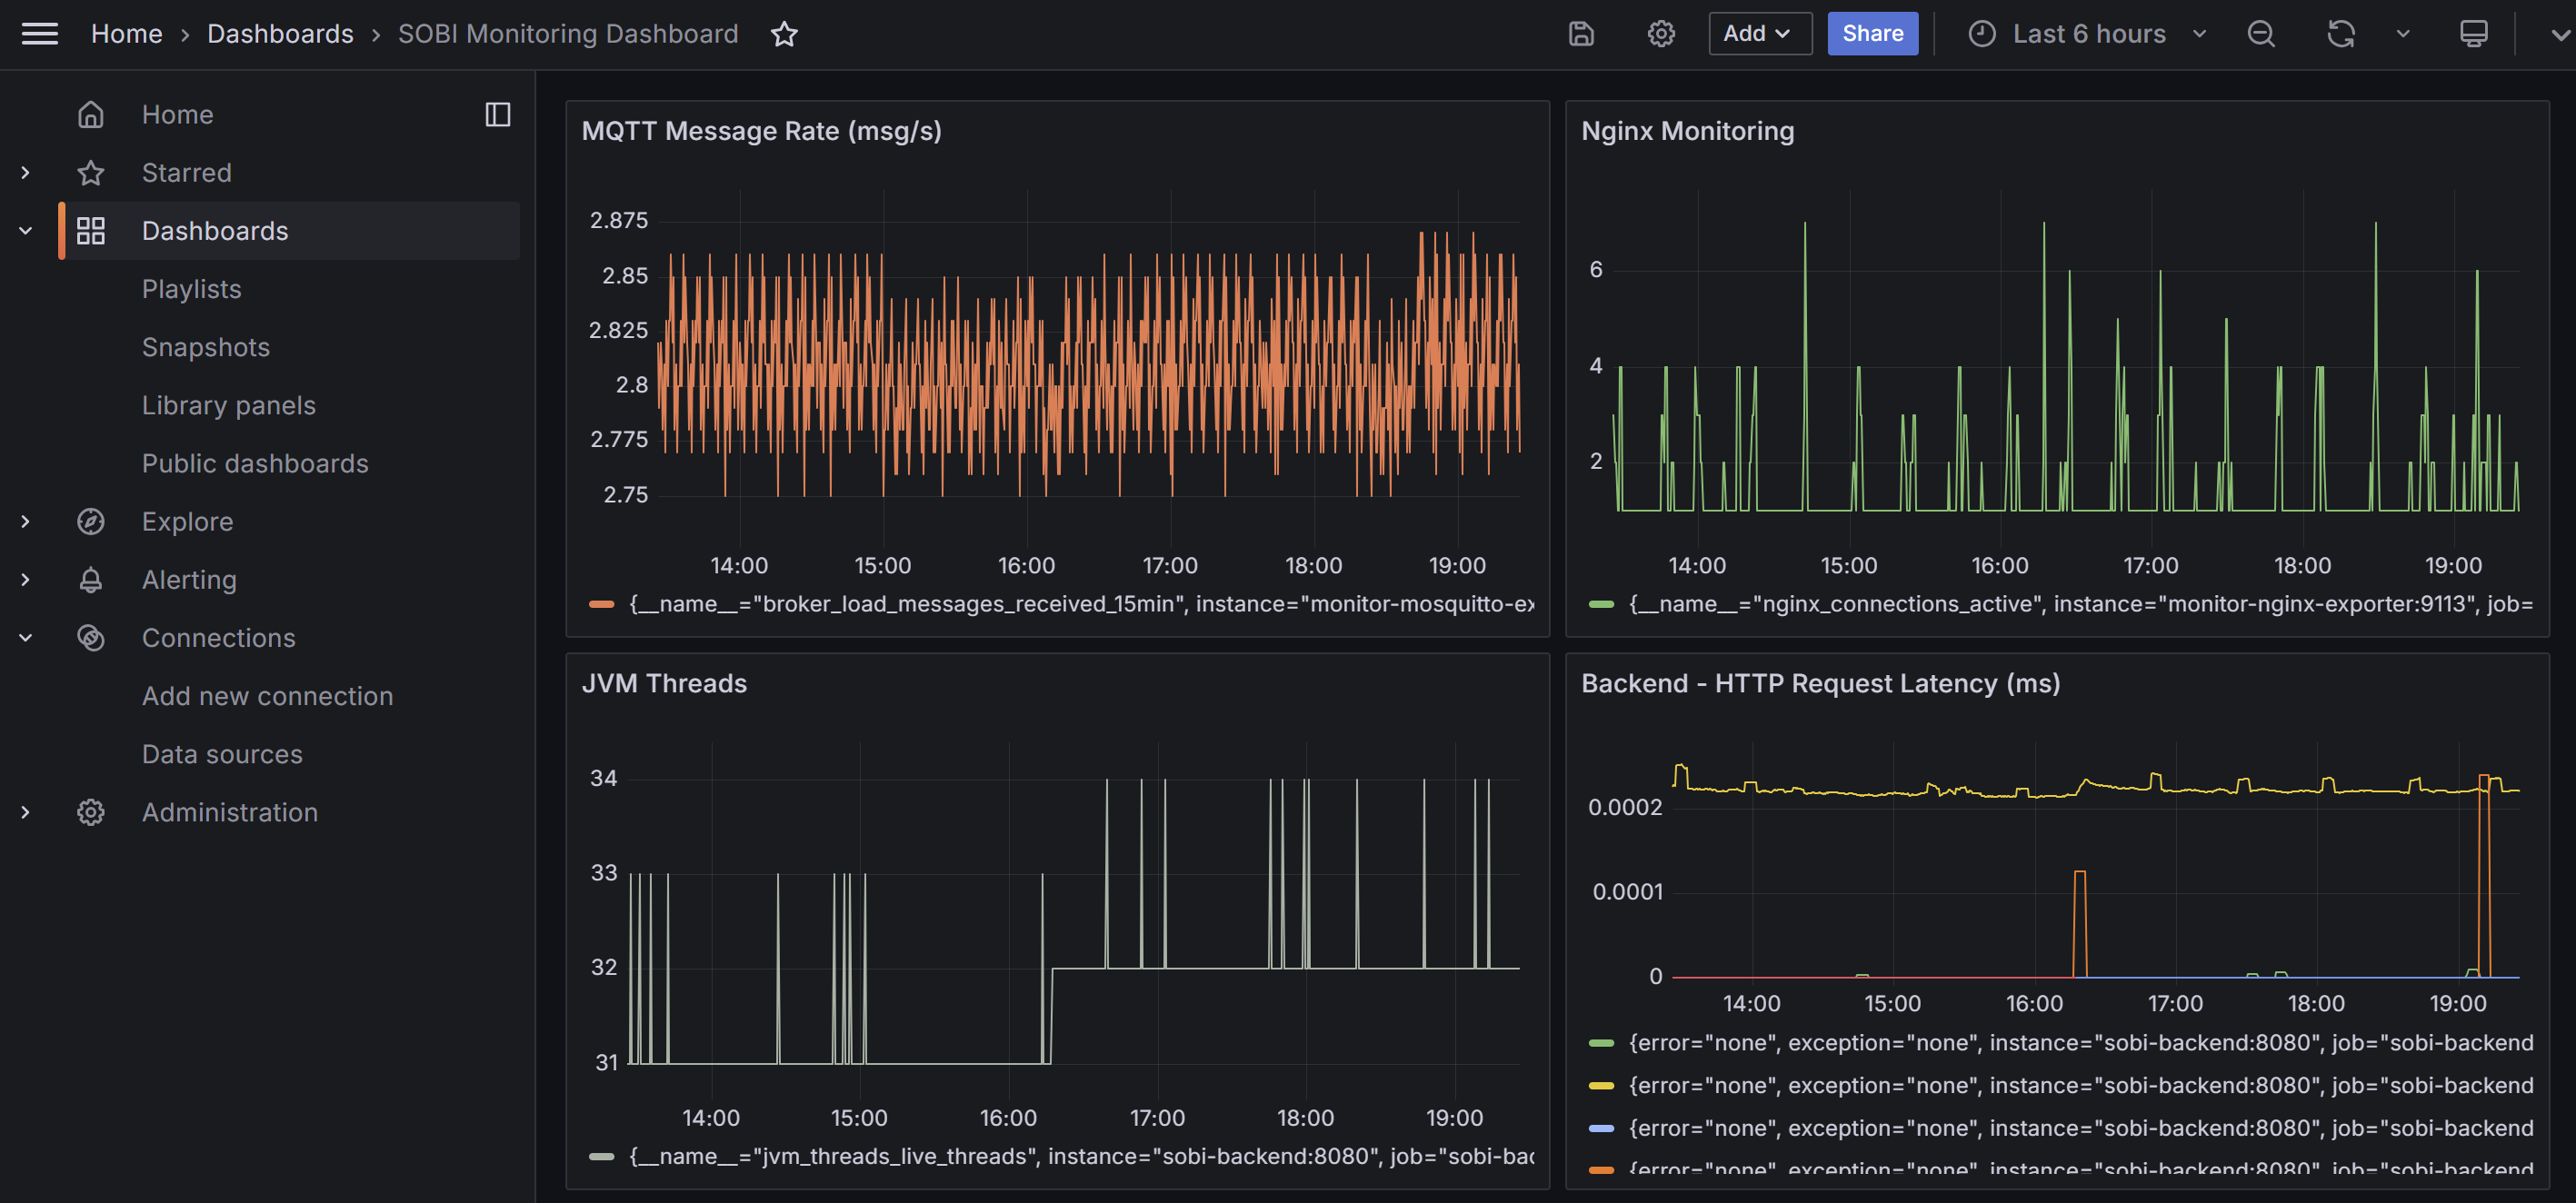 Home › Dashboards › SOBI Monitoring Dashboard
Add
Share
Last 6 hours
Home
Starred
Dashboards
Playlists
Snapshots
Library panels
Public dashboards
Explore
Alerting
Connections
Add new connection
Data sources
Administration
MQTT Message Rate (msg/s)
2.875
2.85
2.825
2.8
2.775
2.75
14:00 15:00 16:00 17:00 18:00 19:00
{__name__="broker_load_messages_received_15min", instance="monitor-mosquitto-ex
Nginx Monitoring
6
4
2
14:00 15:00 16:00 17:00 18:00 19:00
{__name__="nginx_connections_active", instance="monitor-nginx-exporter:9113", job=
JVM Threads
34
33
32
31
14:00 15:00 16:00 17:00 18:00 19:00
{__name__="jvm_threads_live_threads", instance="sobi-backend:8080", job="sobi-bac
Backend - HTTP Request Latency (ms)
0.0002
0.0001
0
14:00 15:00 16:00 17:00 18:00 19:00
{error="none", exception="none", instance="sobi-backend:8080", job="sobi-backend
{error="none", exception="none", instance="sobi-backend:8080", job="sobi-backend
{error="none", exception="none", instance="sobi-backend:8080", job="sobi-backend
{error="none", exception="none", instance="sobi-backend:8080", job="sobi-backend